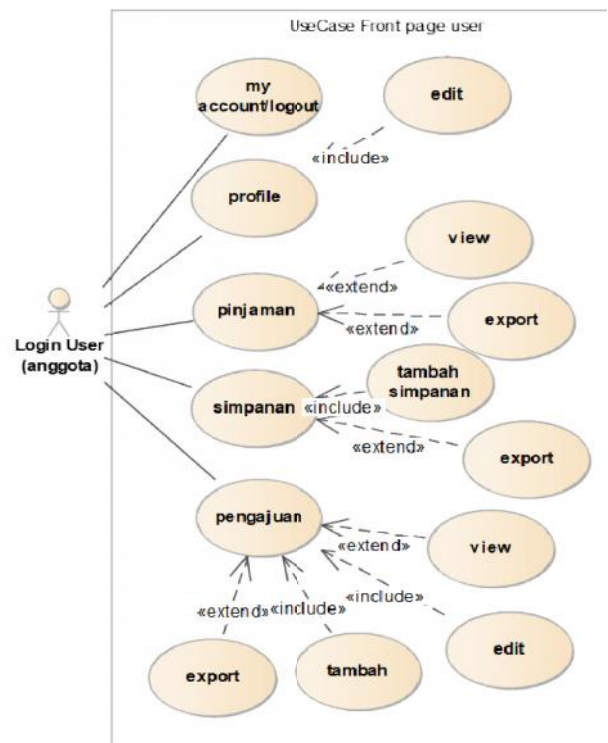 UseCase Front page user
my
account/logout
edit
«include»
profile
view
«extend»
pinjaman
export
«extend»
Login User
(anggota)
tambah
simpanan
simpanan
«include»
export
«extend»
pengajuan
view
«extend»
«include»
«extend»
«include»
edit
export
tambah